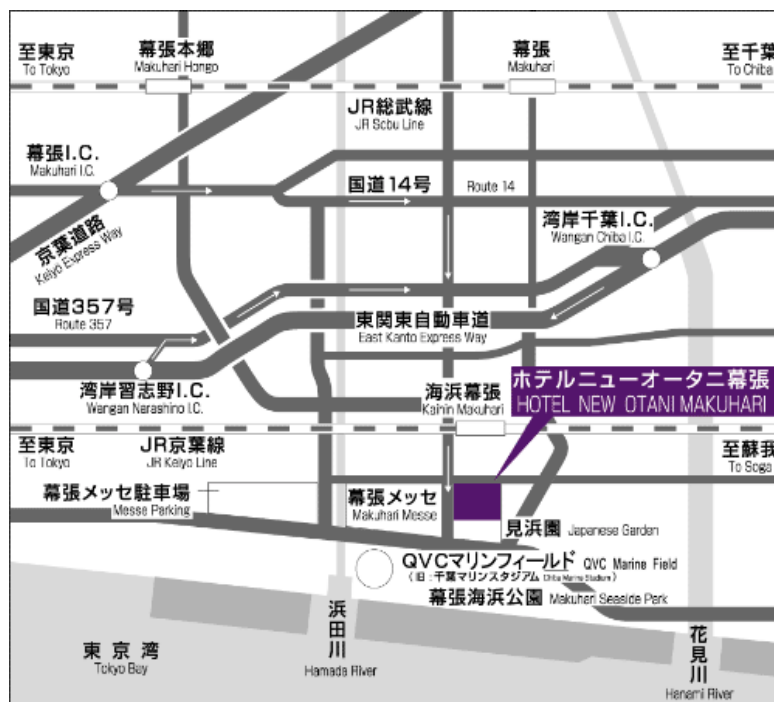 至東京
To Tokyo
幕張本郷
Makuhari Hongo
幕張
Makuhari
至千葉
To Chiba
JR総武線
JR Sobu Line
幕張I.C.
Makuhari I.C.
国道14号
Route 14
湾岸千葉I.C.
Wangan Chiba I.C.
京葉道路
Keiyo Express Way
国道357号
Route 357
東関東自動車道
East Kanto Express Way
湾岸習志野I.C.
Wangan Narashino I.C.
海浜幕張
Kaihin Makuhari
ホテルニューオータニ幕張
HOTEL NEW OTANI MAKUHARI
至東京
To Tokyo
JR京葉線
JR Keiyo Line
至蘇我
To Soga
幕張メッセ駐車場
Messe Parking
幕張メッセ
Makuhari Messe
見浜園 Japanese Garden
QVCマリンフィールド QVC Marine Field
(旧:千葉マリンスタジアム Chiba Marine Stadium)
幕張海浜公園 Makuhari Seaside Park
浜田川
Hamada River
花見川
Hanami River
東京湾
Tokyo Bay